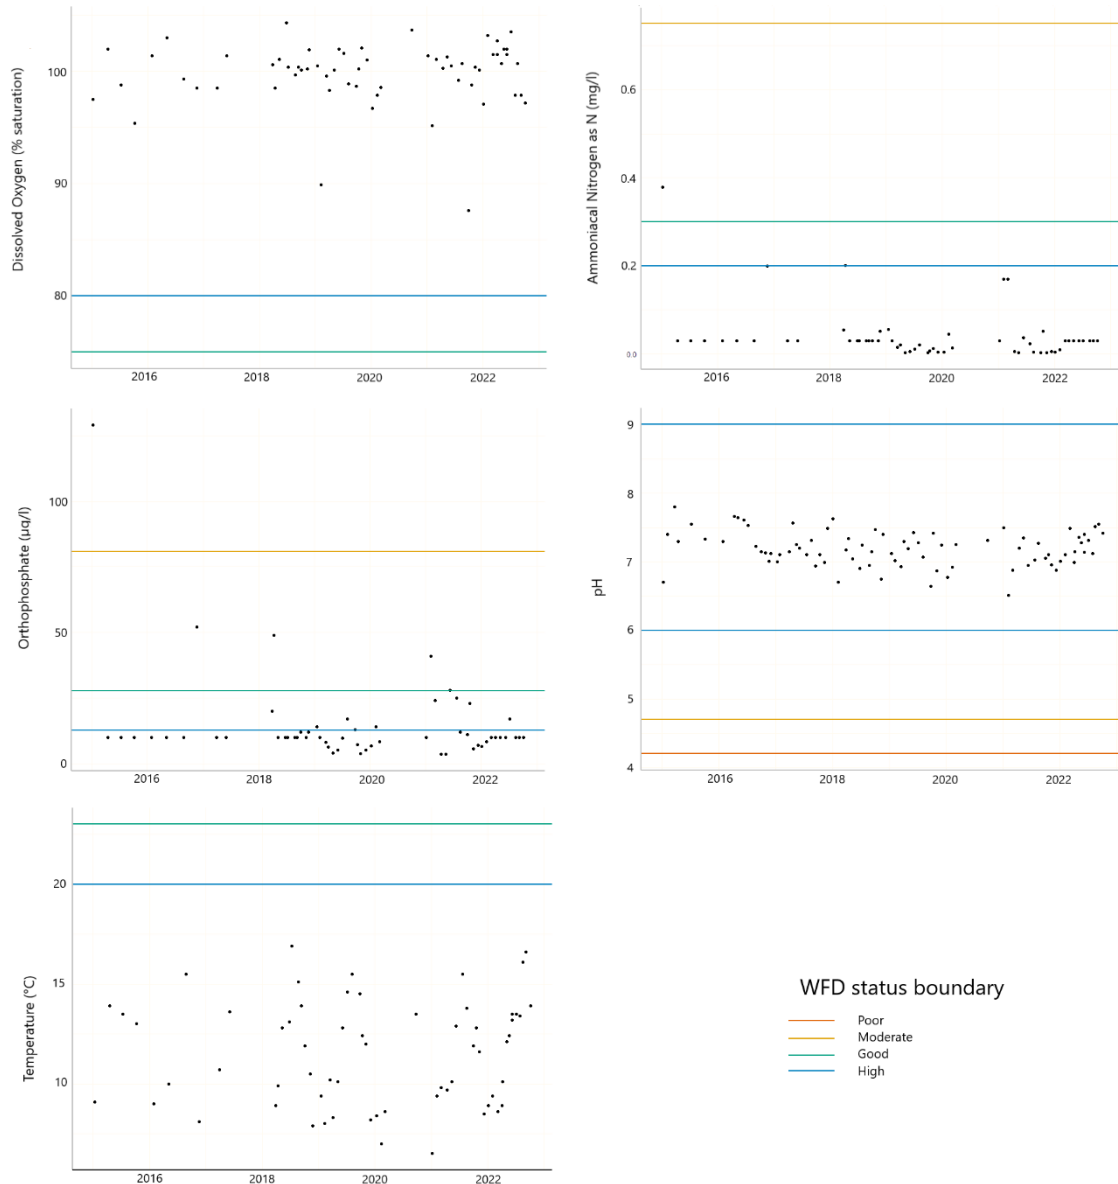 Dissolved Oxygen (% saturation)
100
90
80
2016 2018 2020 2022
Ammoniacal Nitrogen as N (mg/l)
0.6
0.4
0.2
0.0
2016 2018 2020 2022
Orthophosphate (µq/l)
100
50
0
2016 2018 2020 2022
pH
9
8
7
6
5
4
2016 2018 2020 2022
Temperature (°C)
20
15
10
2016 2018 2020 2022
WFD status boundary
Poor
Moderate
Good
High